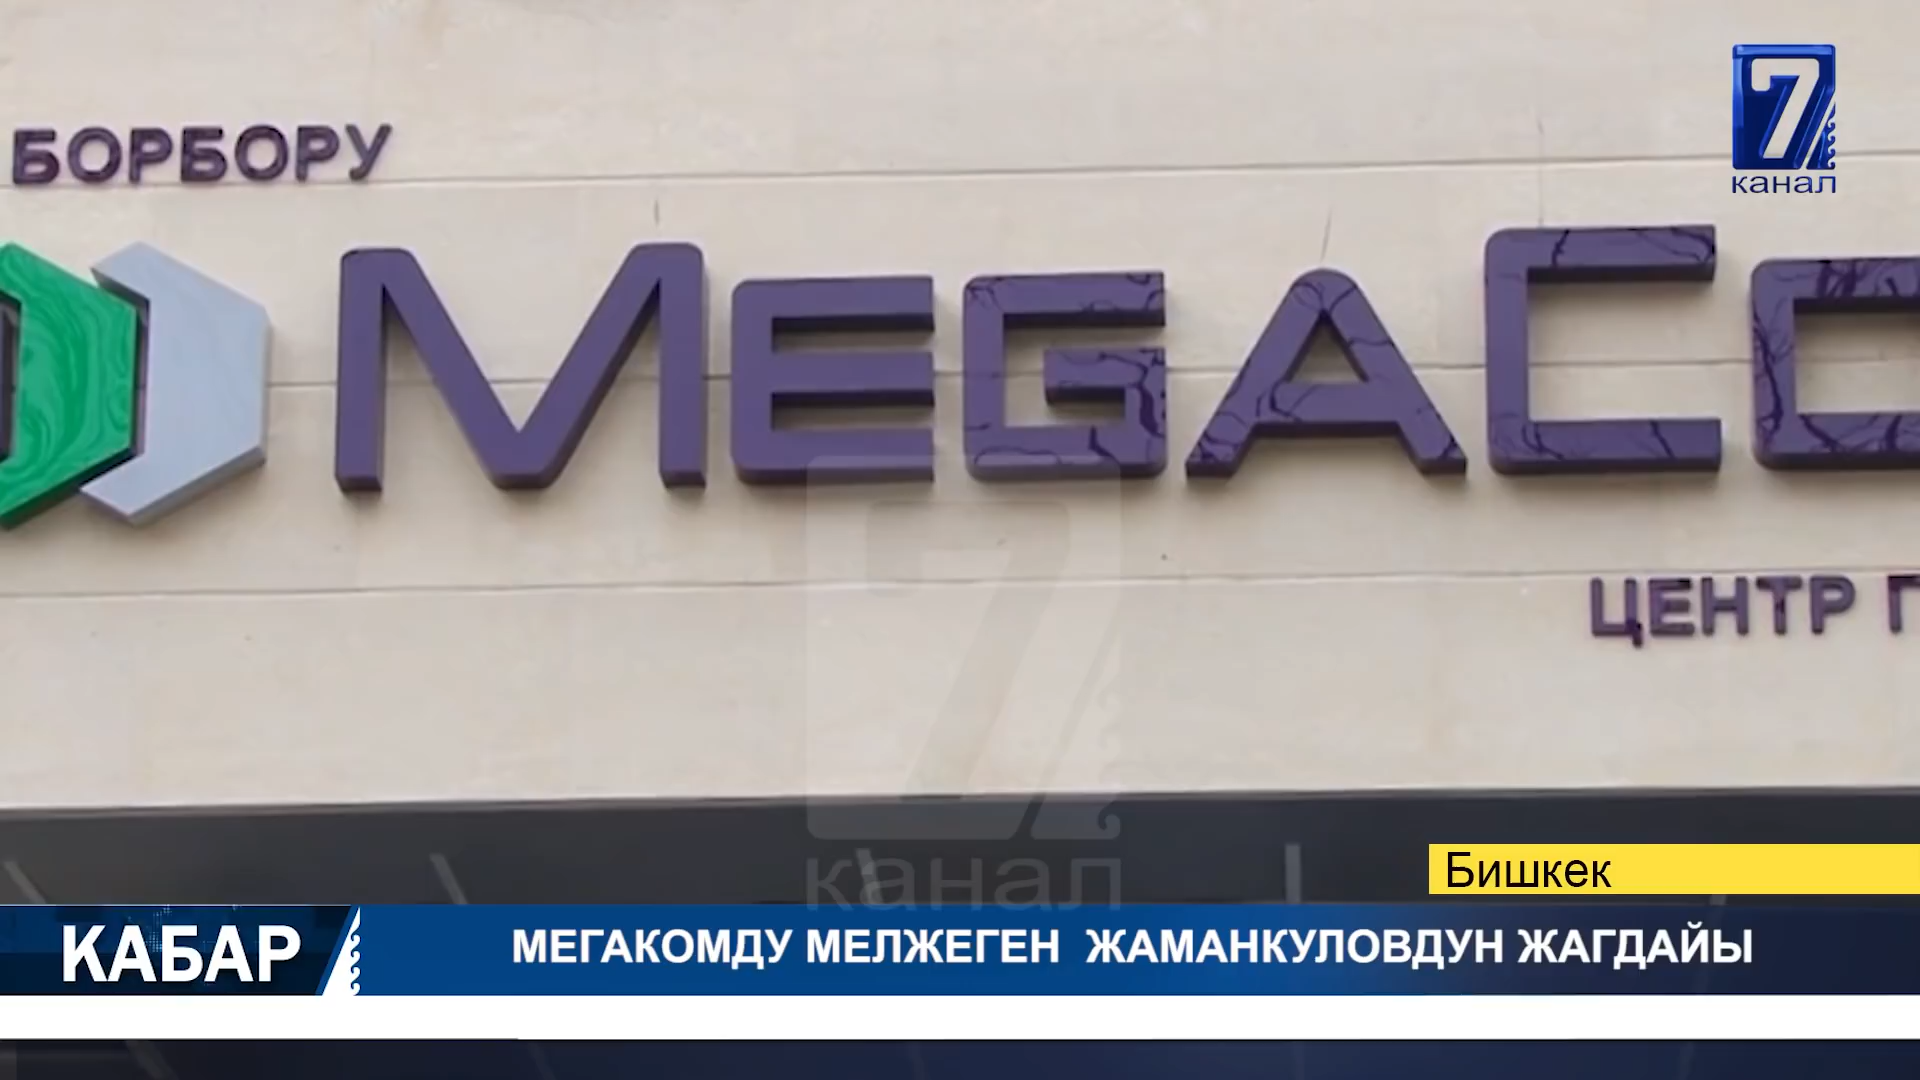 БОРБОРУ
7
канал
MEGACO
ЦЕНТР П
7
канал
Бишкек
КАБАР
МЕГАКОМДУ МЕЛЖЕГЕН ЖАМАНКУЛОВДУН ЖАГДАЙЫ